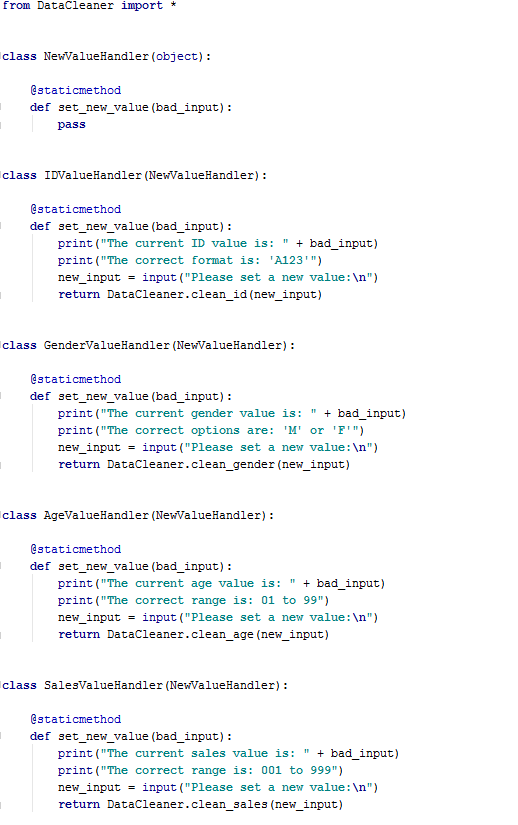 from DataCleaner import *
class NewValueHandler(object):
    @staticmethod
    def set_new_value(bad_input):
        pass
class IDValueHandler(NewValueHandler):
    @staticmethod
    def set_new_value(bad_input):
        print("The current ID value is: " + bad_input)
        print("The correct format is: 'A123'")
        new_input = input("Please set a new value:\n")
        return DataCleaner.clean_id(new_input)
class GenderValueHandler(NewValueHandler):
    @staticmethod
    def set_new_value(bad_input):
        print("The current gender value is: " + bad_input)
        print("The correct options are: 'M' or 'F'")
        new_input = input("Please set a new value:\n")
        return DataCleaner.clean_gender(new_input)
class AgeValueHandler(NewValueHandler):
    @staticmethod
    def set_new_value(bad_input):
        print("The current age value is: " + bad_input)
        print("The correct range is: 01 to 99")
        new_input = input("Please set a new value:\n")
        return DataCleaner.clean_age(new_input)
class SalesValueHandler(NewValueHandler):
    @staticmethod
    def set_new_value(bad_input):
        print("The current sales value is: " + bad_input)
        print("The correct range is: 001 to 999")
        new_input = input("Please set a new value:\n")
        return DataCleaner.clean_sales(new_input)